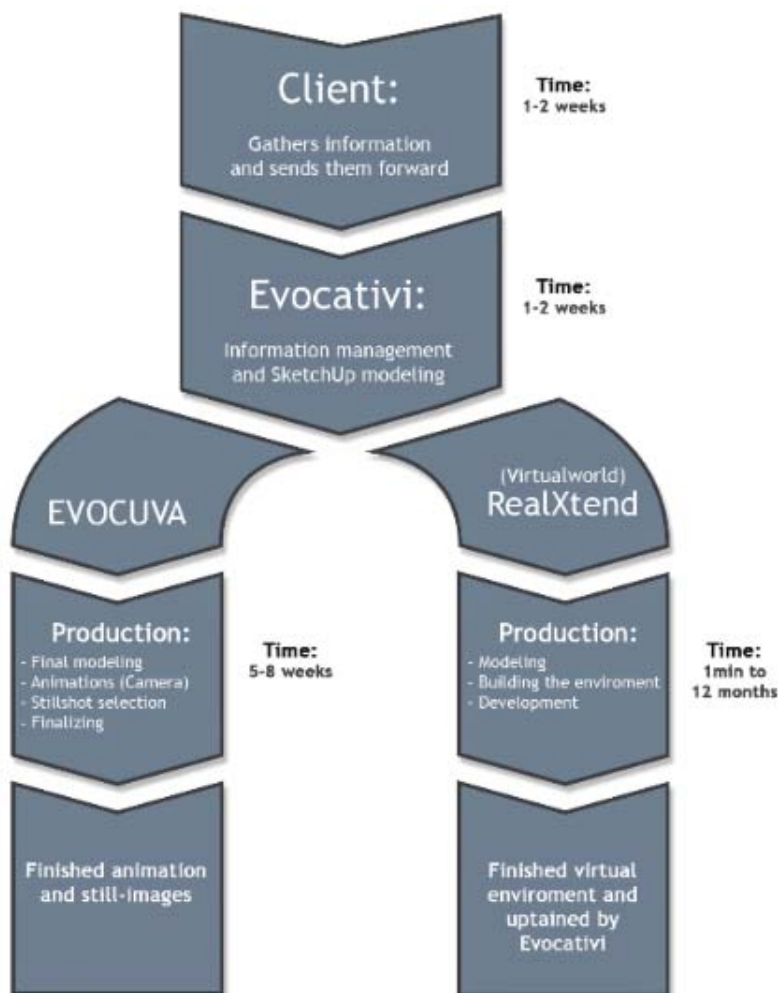 Client:
Gathers information
and sends them forward
Time:
1-2 weeks
Evocativi:
Information management
and SketchUp modeling
Time:
1-2 weeks
EVOCUVA
(Virtualworld)
RealXtend
Production:
- Final modeling
- Animations (Camera)
- Stillshot selection
- Finalizing
Time:
5-8 weeks
Production:
- Modeling
- Building the enviroment
- Development
Time:
1min to
12 months
Finished animation
and still-images
Finished virtual
enviroment and
uptained by
Evocativi